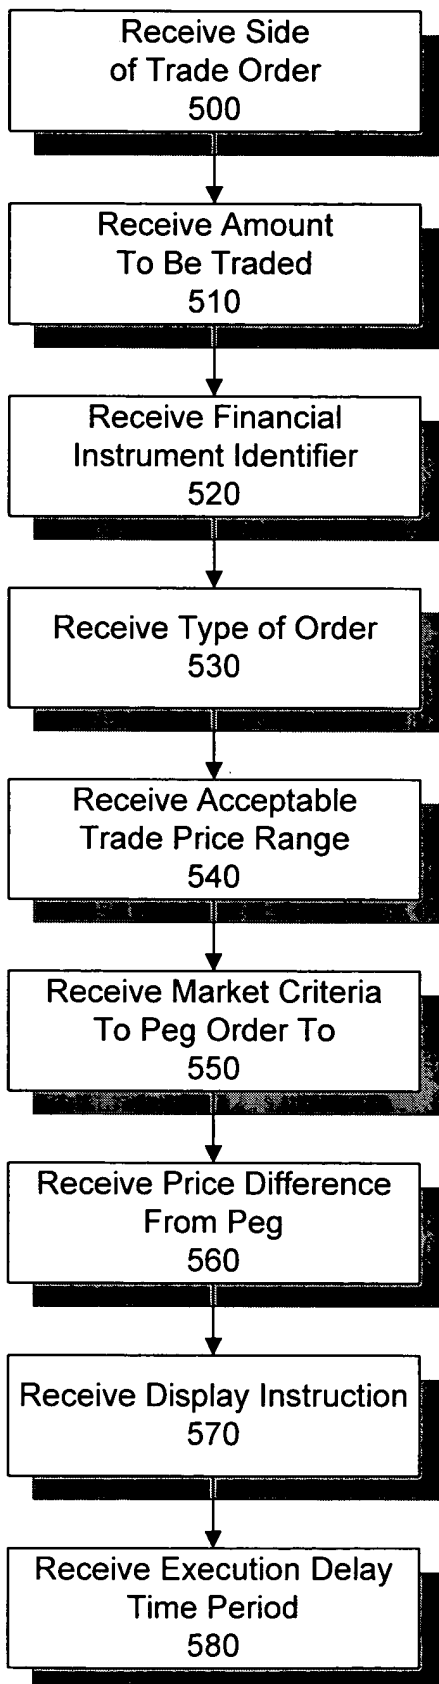 Receive Side
of Trade Order
500
Receive Amount
To Be Traded
510
Receive Financial
Instrument Identifier
520
Receive Type of Order
530
Receive Acceptable
Trade Price Range
540
Receive Market Criteria
To Peg Order To
550
Receive Price Difference
From Peg
560
Receive Display Instruction
570
Receive Execution Delay
Time Period
580